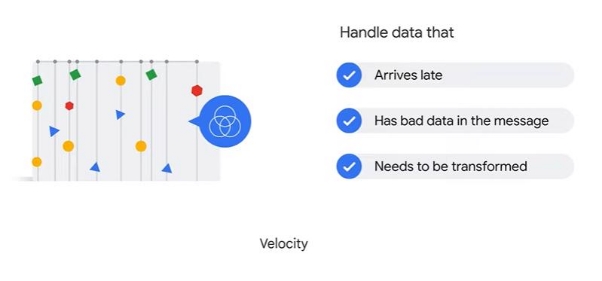 Handle data that
Arrives late
Has bad data in the message
Needs to be transformed
Velocity